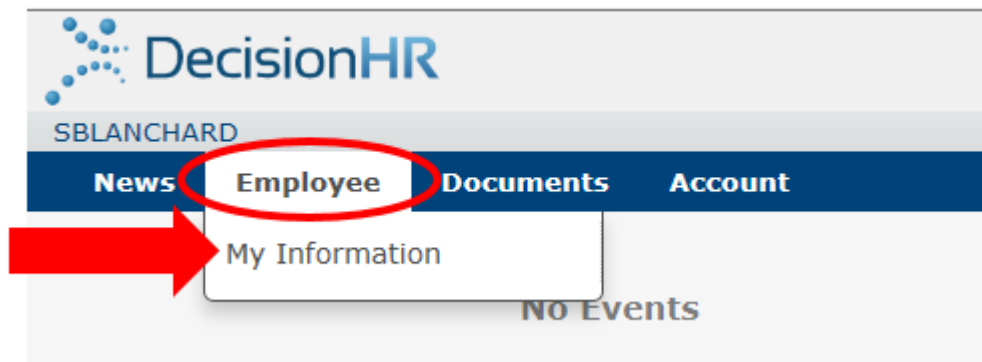 DecisionHR
SBLANCHARD
News Employee Documents Account
My Information
No Events